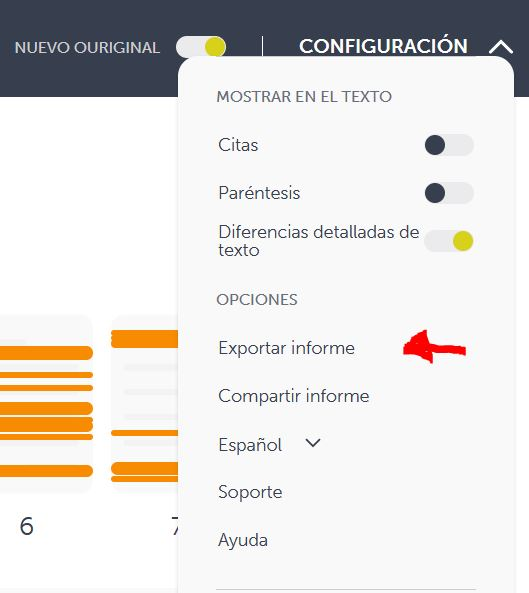 NUEVO OURIGINAL
CONFIGURACIÓN
MOSTRAR EN EL TEXTO
Citas
Paréntesis
Diferencias detalladas de
texto
OPCIONES
Exportar informe
Compartir informe
Español
Soporte
Ayuda
6
7